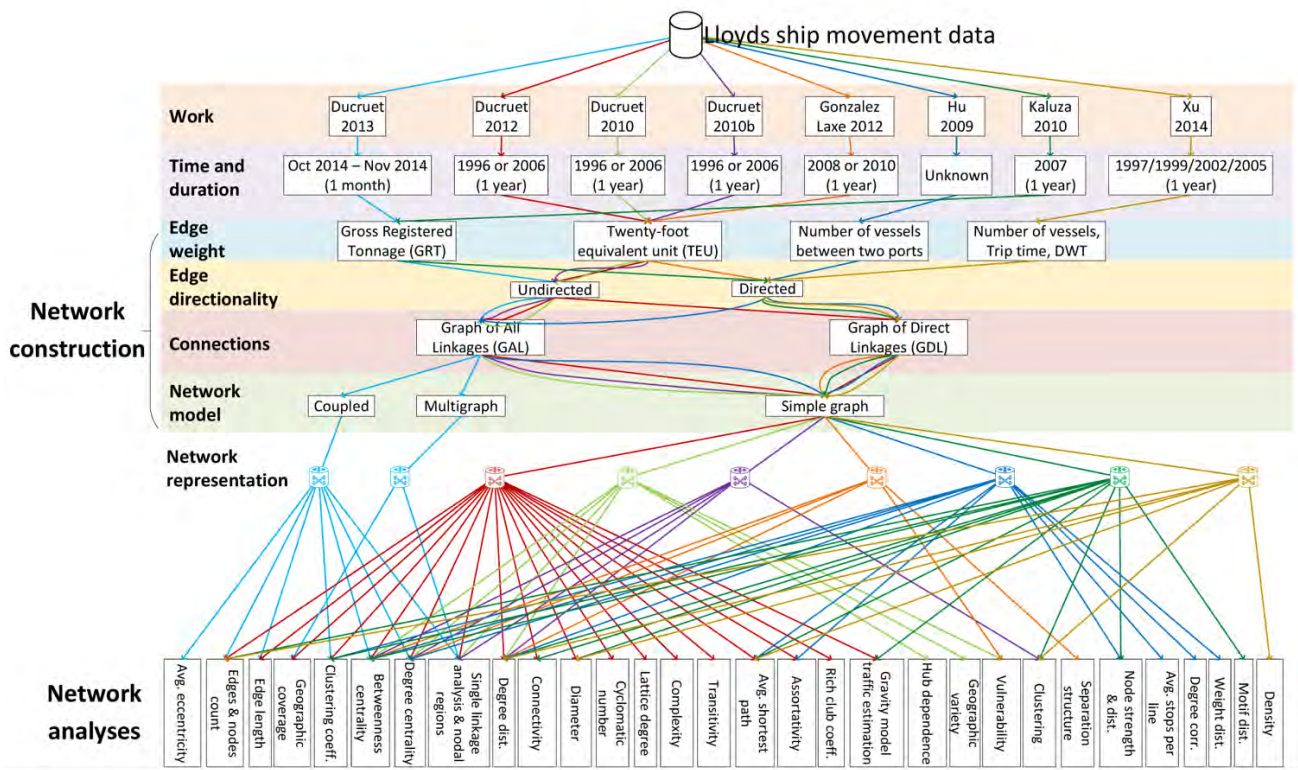 Lloyds ship movement data
Work
Ducruet
2013
Ducruet
2012
Ducruet
2010
Ducruet
2010b
Gonzalez
Laxe 2012
Hu
2009
Kaluza
2010
Xu
2014
Time and
duration
Oct 2014 – Nov 2014
(1 month)
1996 or 2006
(1 year)
1996 or 2006
(1 year)
1996 or 2006
(1 year)
2008 or 2010
(1 year)
Unknown
2007
(1 year)
1997/1999/2002/2005
(1 year)
Network
construction
Edge
weight
Gross Registered
Tonnage (GRT)
Twenty-foot
equivalent unit (TEU)
Number of vessels
between two ports
Number of vessels,
Trip time, DWT
Edge
directionality
Undirected
Directed
Connections
Graph of All
Linkages (GAL)
Graph of Direct
Linkages (GDL)
Network
model
Coupled
Multigraph
Simple graph
Network
representation
Network
analyses
Avg. eccentricity
Edges & nodes
count
Edge length
Geographic
coverage
Clustering coeff.
Betweenness
centrality
Degree centrality
Single linkage
analysis & nodal
regions
Degree dist.
Connectivity
Diameter
Cyclomatic
number
Lattice degree
Complexity
Transitivity
Avg. shortest
path
Assortativity
Rich club coeff.
Gravity model
traffic estimation
Hub dependence
Geographic
variety
Vulnerability
Clustering
Separation
structure
Node strength
& dist.
Avg. stops per
line
Degree corr.
Weight dist.
Motif dist.
Density